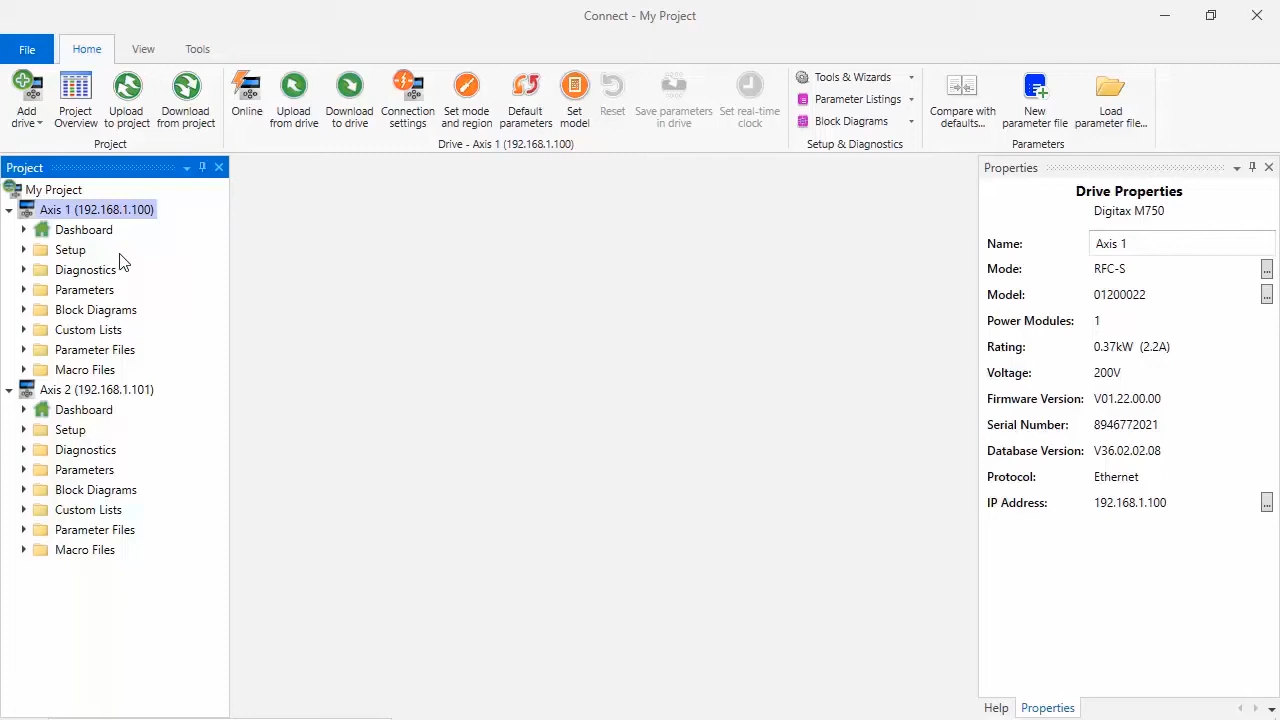 Connect - My Project
File Home View Tools
Add drive
Project Overview
Upload to project
Download from project
Online
Upload from drive
Download to drive
Connection settings
Set mode and region
Default parameters
Set model
Reset
Save parameters in drive
Set real-time clock
Tools & Wizards
Parameter Listings
Block Diagrams
Compare with defaults...
New parameter file
Load parameter file...
Project
Drive - Axis 1 (192.168.1.100)
Setup & Diagnostics
Parameters
Project
My Project
Axis 1 (192.168.1.100)
Dashboard
Setup
Diagnostics
Parameters
Block Diagrams
Custom Lists
Parameter Files
Macro Files
Axis 2 (192.168.1.101)
Dashboard
Setup
Diagnostics
Parameters
Block Diagrams
Custom Lists
Parameter Files
Macro Files
Properties
Drive Properties
Digitax M750
Name: Axis 1
Mode: RFC-S ...
Model: 01200022 ...
Power Modules: 1
Rating: 0.37kW (2.2A)
Voltage: 200V
Firmware Version: V01.22.00.00
Serial Number: 8946772021
Database Version: V36.02.02.08
Protocol: Ethernet
IP Address: 192.168.1.100 ...
Help Properties